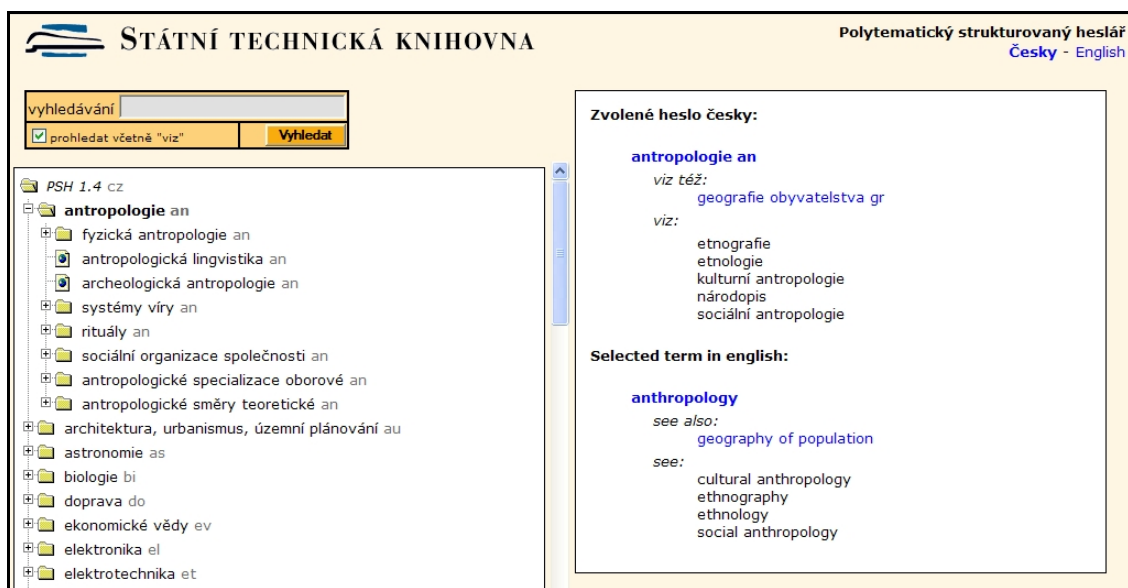 STÁTNÍ TECHNICKÁ KNIHOVNA
Polytematický strukturovaný heslář
Česky - English
vyhledávání
prohledat včetně "viz"
Vyhledat
PSH 1.4 cz
antropologie an
fyzická antropologie an
antropologická lingvistika an
archeologická antropologie an
systémy víry an
rituály an
sociální organizace společnosti an
antropologické specializace oborové an
antropologické směry teoretické an
architektura, urbanismus, územní plánování au
astronomie as
biologie bi
doprava do
ekonomické vědy ev
elektronika el
elektrotechnika et
Zvolené heslo česky:
antropologie an
viz též:
geografie obyvatelstva gr
viz:
etnografie
etnologie
kulturní antropologie
národopis
sociální antropologie
Selected term in english:
anthropology
see also:
geography of population
see:
cultural anthropology
ethnography
ethnology
social anthropology